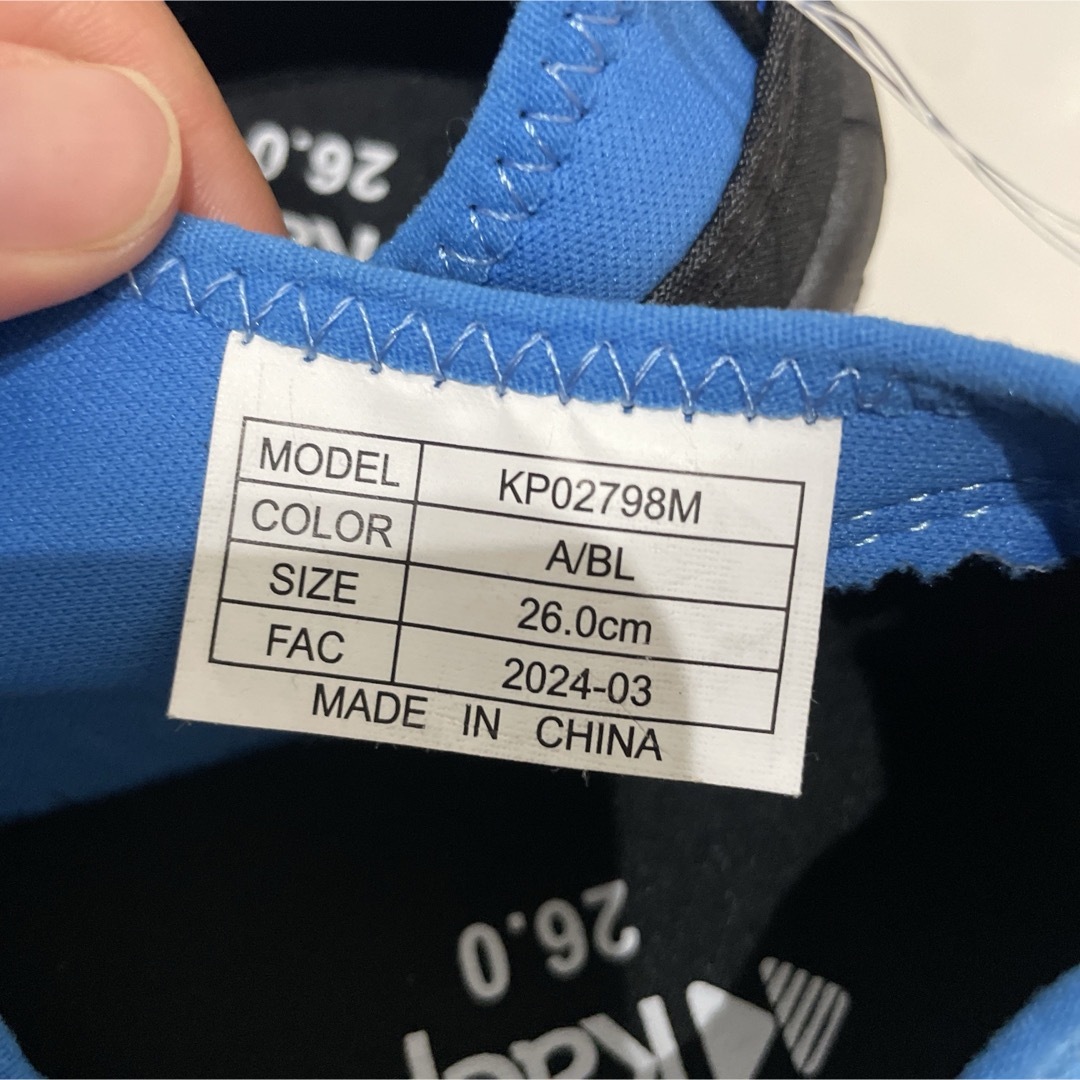 26.0
MODEL KP02798M
COLOR A/BL
SIZE 26.0cm
FAC 2024-03
MADE IN CHINA
26.0